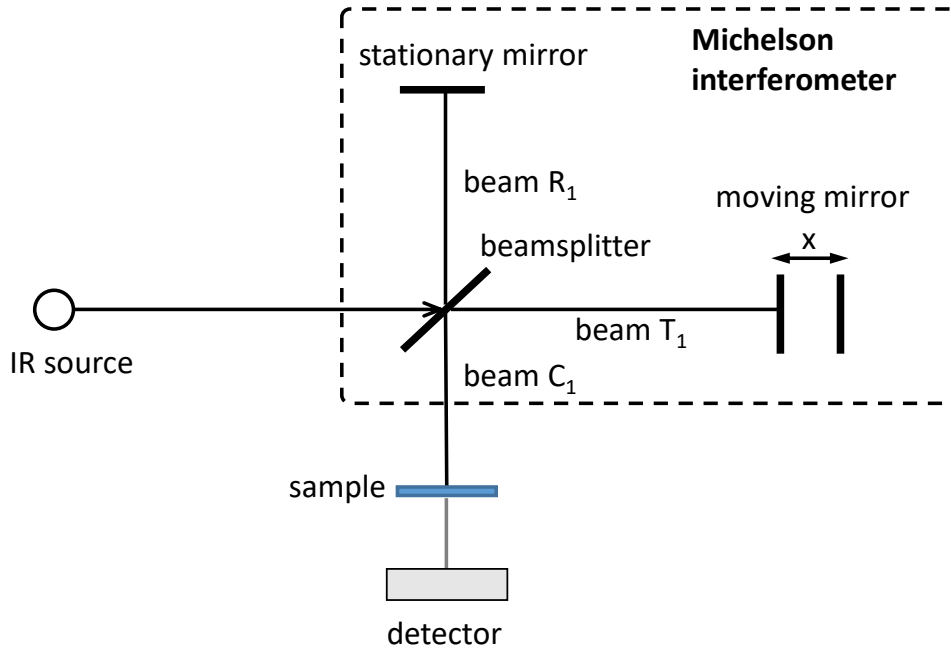 Michelson
interferometer
stationary mirror
beam R₁
moving mirror
x
beamsplitter
beam T₁
IR source
beam C₁
sample
detector